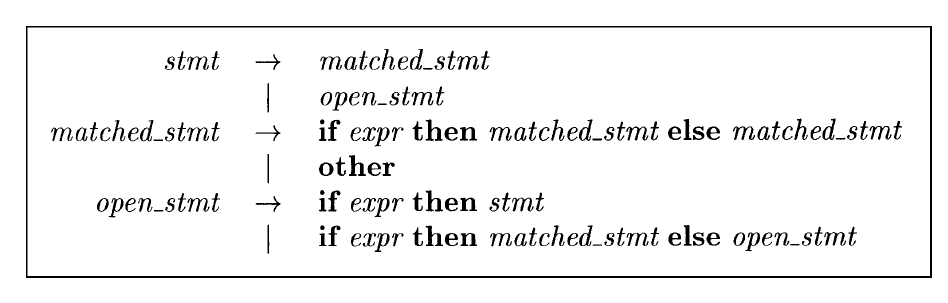 stmt → matched_stmt
| open_stmt
matched_stmt → if expr then matched_stmt else matched_stmt
| other
open_stmt → if expr then stmt
| if expr then matched_stmt else open_stmt